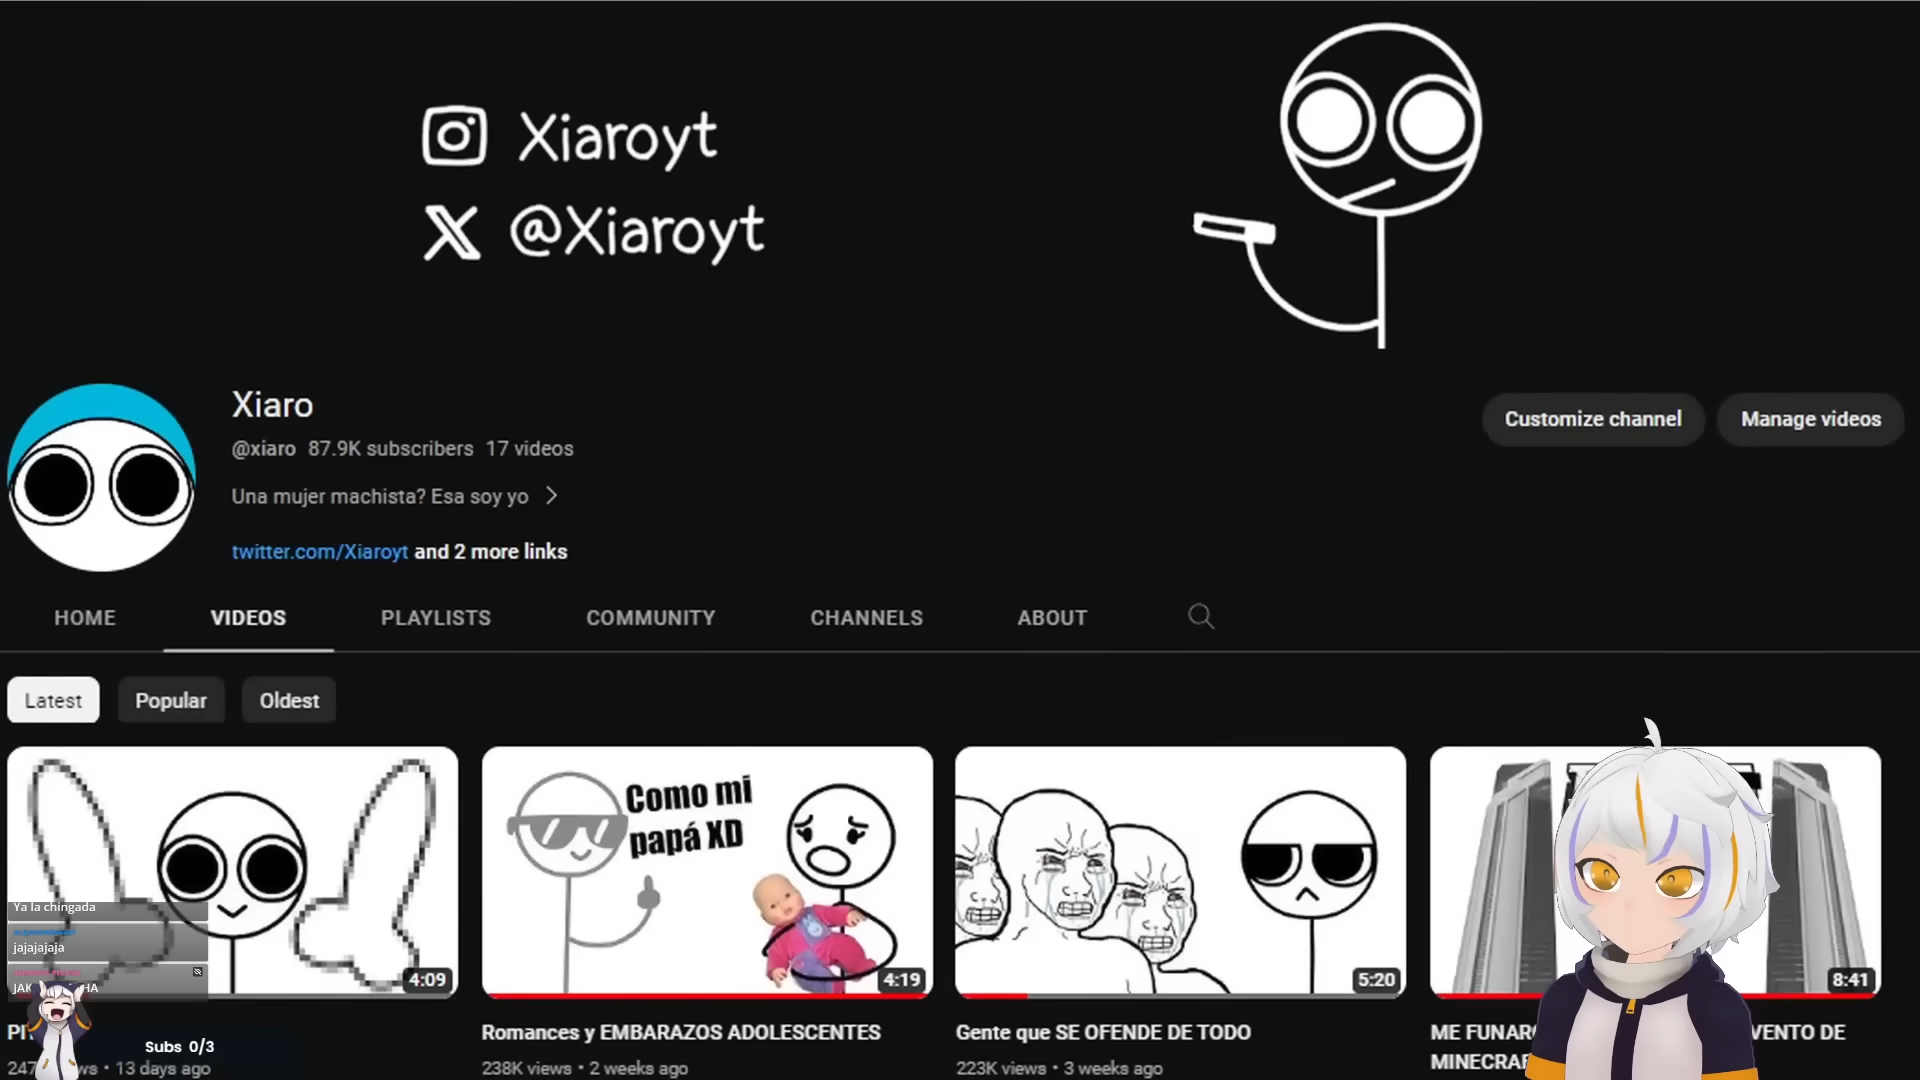 Xiaroyt
@Xiaroyt
Xiaro
@xiaro 87.9K subscribers 17 videos
Una mujer machista? Esa soy yo
twitter.com/Xiaroyt and 2 more links
Customize channel
Manage videos
HOME
VIDEOS
PLAYLISTS
COMMUNITY
CHANNELS
ABOUT
Latest
Popular
Oldest
4:09
Como mi
papá XD
4:19
5:20
8:41
Ya la chingada
jajajajaja
Subs 0/3
13 days ago
Romances y EMBARAZOS ADOLESCENTES
238K views • 2 weeks ago
Gente que SE OFENDE DE TODO
223K views • 3 weeks ago
ME
DE